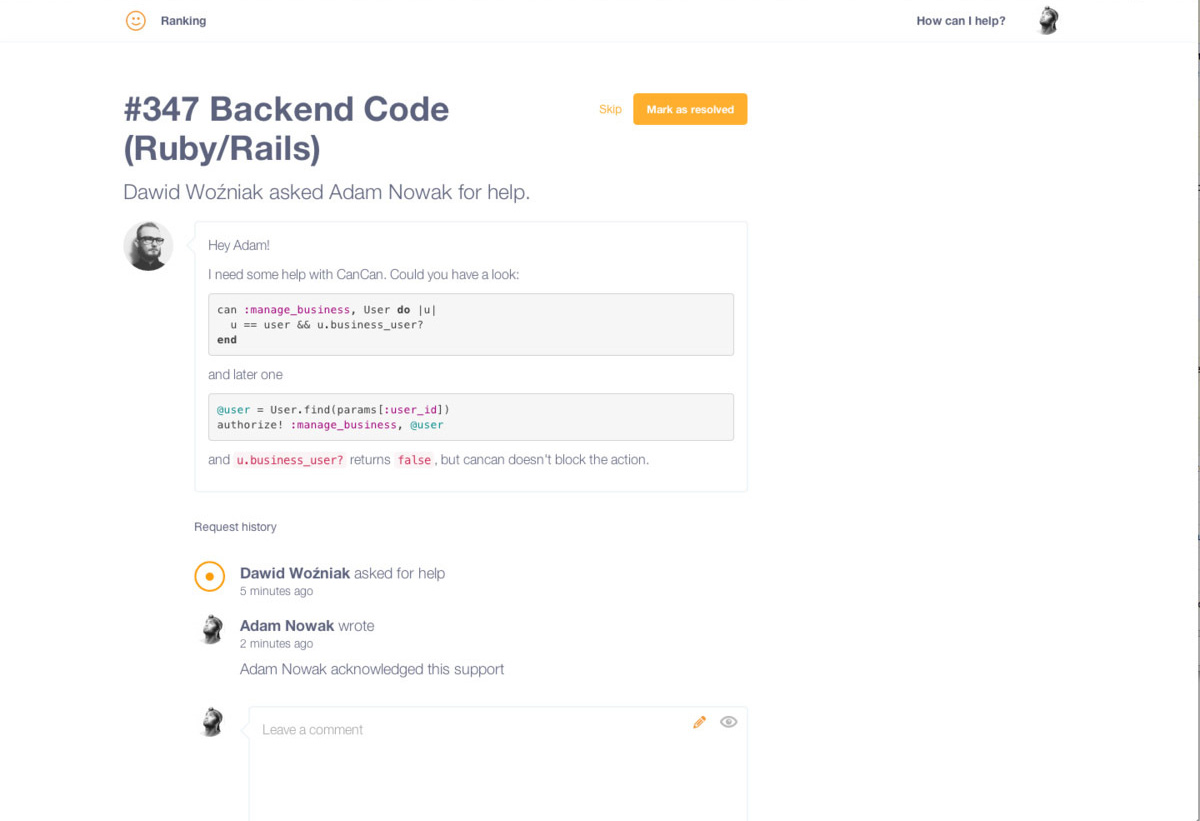 Ranking
How can I help?
#347 Backend Code
(Ruby/Rails)
Skip
Mark as resolved
Dawid Woźniak asked Adam Nowak for help.
Hey Adam!
I need some help with CanCan. Could you have a look:
can :manage_business, User do |u|
  u == user && u.business_user?
end
and later one
@user = User.find(params[:user_id])
authorize! :manage_business, @user
and u.business_user? returns false, but cancan doesn't block the action.
Request history
Dawid Woźniak asked for help
5 minutes ago
Adam Nowak wrote
2 minutes ago
Adam Nowak acknowledged this support
Leave a comment